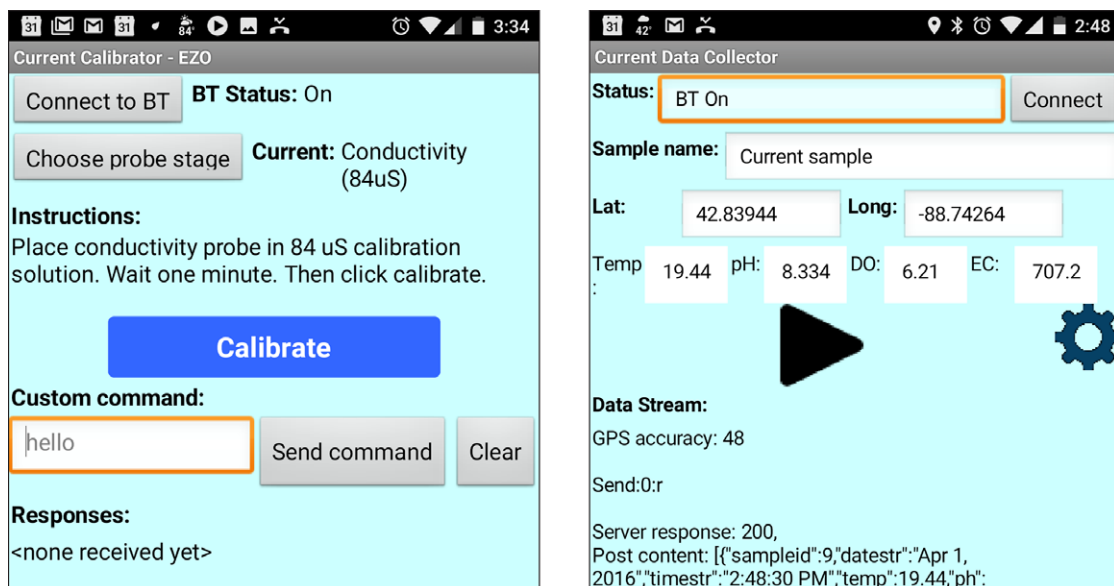 31 31 84° 3:34
Current Calibrator - EZO
Connect to BT BT Status: On
Choose probe stage Current: Conductivity
(84uS)
Instructions:
Place conductivity probe in 84 uS calibration
solution. Wait one minute. Then click calibrate.
Calibrate
Custom command:
hello Send command Clear
Responses:
<none received yet>
31 42° 2:48
Current Data Collector
Status: BT On Connect
Sample name: Current sample
Lat: 42.83944 Long: -88.74264
Temp 19.44 pH: 8.334 DO: 6.21 EC: 707.2
:
Data Stream:
GPS accuracy: 48
Send:0:r
Server response: 200,
Post content: [{"sampleid":9,"datestr":"Apr 1,
2016","timestr":"2:48:30 PM","temp":19.44,"ph":